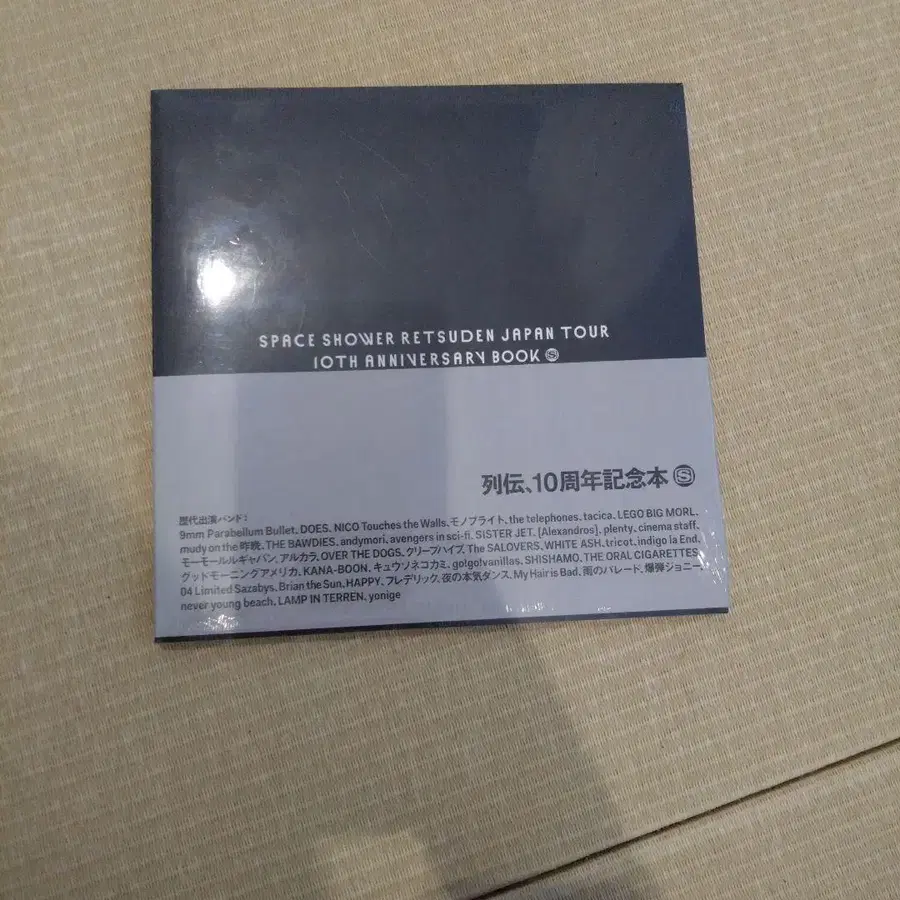 SPACE SHOWER RETSUDEN JAPAN TOUR
10TH ANNIVERSARY BOOK Ⓢ
列伝、10周年記念本 Ⓢ
歴代出演バンド：
9mm Parabellum Bullet, DOES, NICO Touches the Walls, モノブライト, the telephones, tacica, LEGO BIG MORL,
mudy on the 昨晩, THE BAWDIES, andymori, avengers in sci-fi, SISTER JET, [Alexandros], plenty, cinema staff,
モーモールルギャバン, アルカラ, OVER THE DOGS, クリープハイプ, The SALOVERS, WHITE ASH, tricot, indigo la End,
グッドモーニングアメリカ, KANA-BOON, キュウソネコカミ, go!go!vanillas, SHISHAMO, THE ORAL CIGARETTES,
04 Limited Sazabys, Brian the Sun, HAPPY, フレデリック, 夜の本気ダンス, My Hair is Bad, 雨のパレード, 爆弾ジョニー,
never young beach, LAMP IN TERREN, yonige